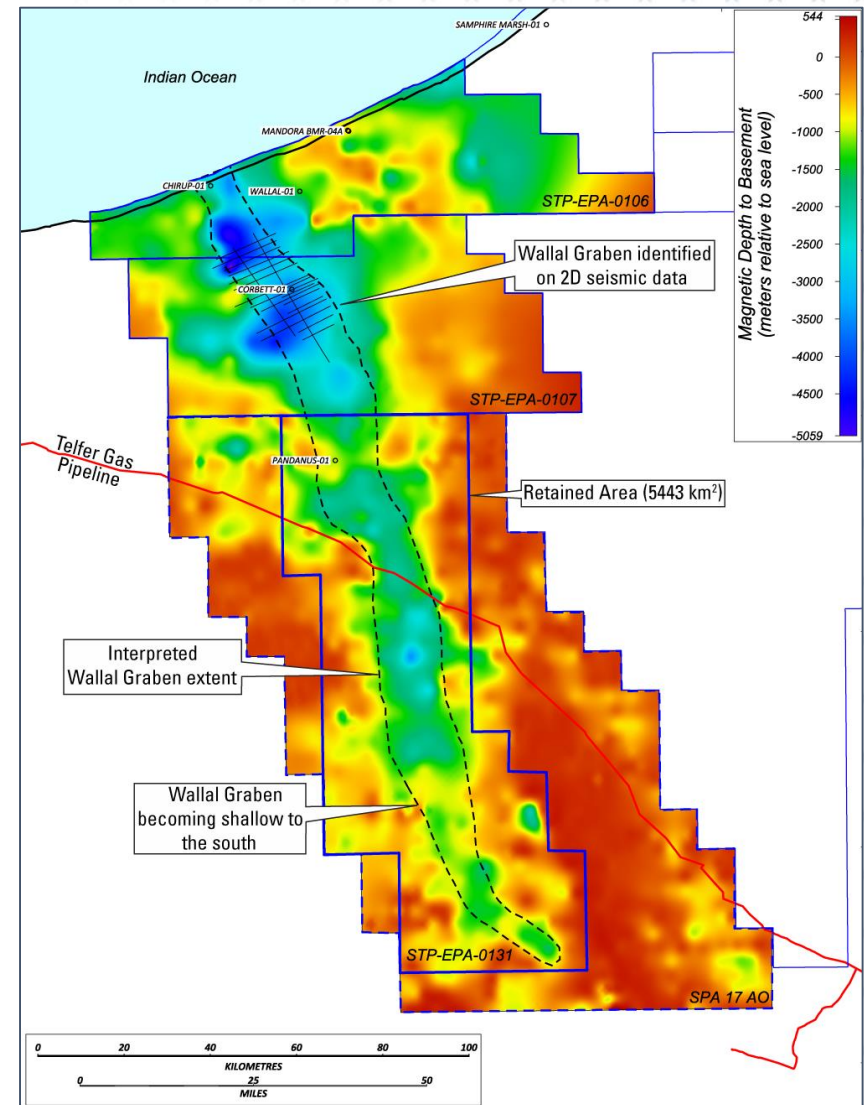 SAMPHIRE MARSH-01
Indian Ocean
MANDORA BMR-04A
CHIRUP-01
WALLAL-01
STP-EPA-0106
Wallal Graben identified
on 2D seismic data
CORBETT-01
STP-EPA-0107
Telfer Gas
Pipeline
PANDANUS-01
Retained Area (5443 km²)
Interpreted
Wallal Graben extent
Wallal Graben
becoming shallow to
the south
STP-EPA-0131
SPA 17 AO
0 20 40 60 80 100
KILOMETRES
0 25 50
MILES
Magnetic Depth to Basement
(meters relative to sea level)
544
0
-500
-1000
-1500
-2000
-2500
-3000
-3500
-4000
-4500
-5059